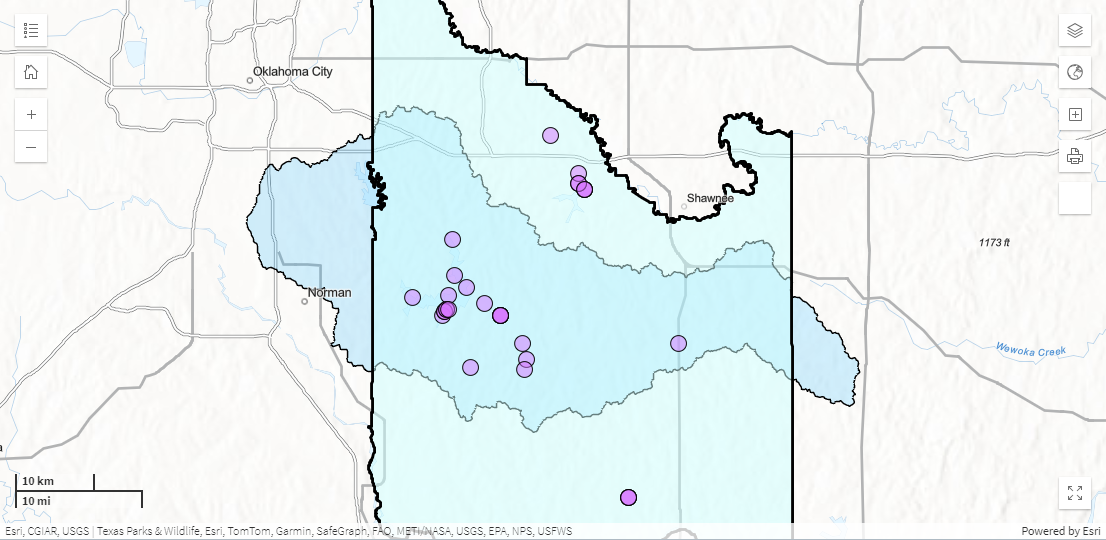 Oklahoma City
Shawnee
1173 ft
Norman
Wewoka Creek
10 km
10 mi
Esri, CGIAR, USGS | Texas Parks & Wildlife, Esri, TomTom, Garmin, SafeGraph, FAO, METI/NASA, USGS, EPA, NPS, USFWS
Powered by Esri